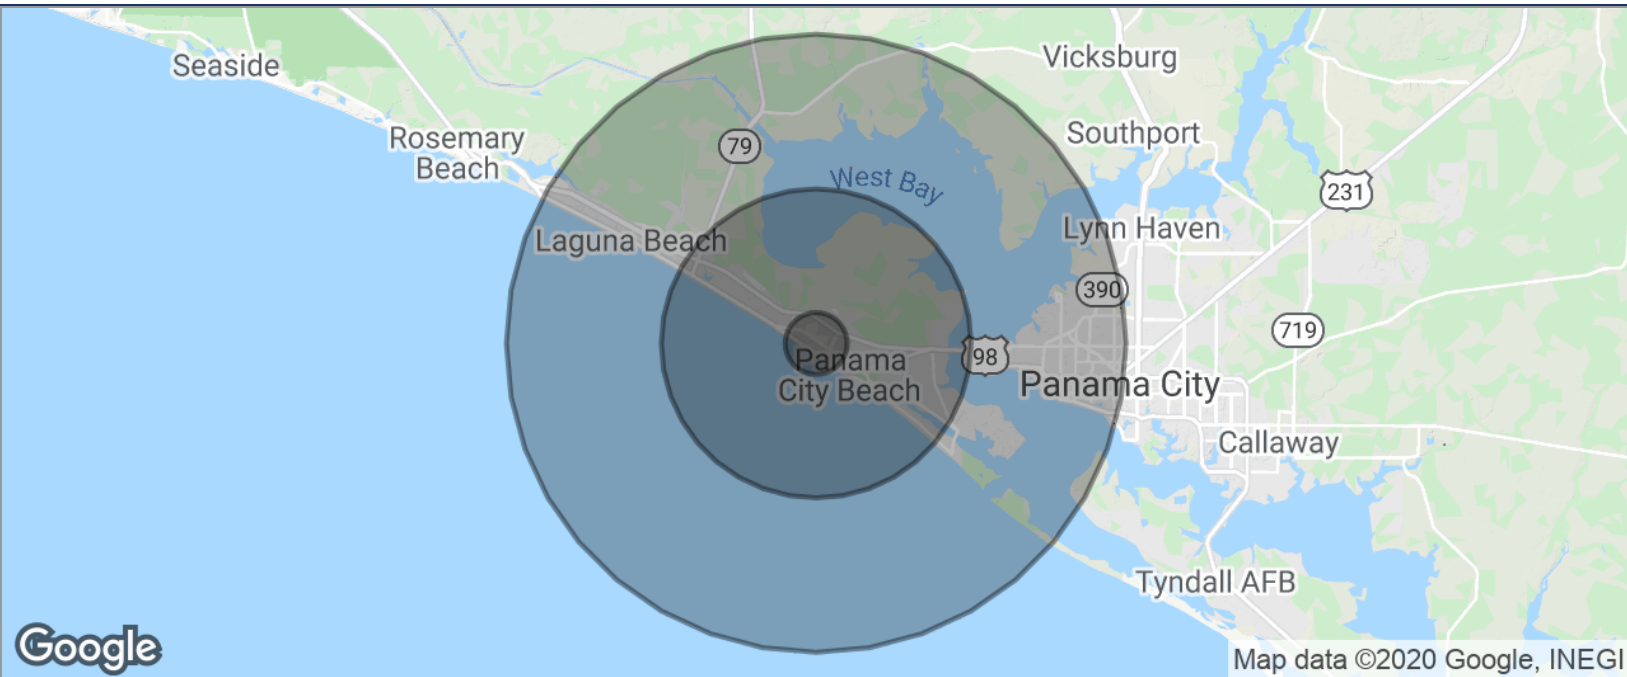 Seaside
Vicksburg
Rosemary
Beach
79
Southport
West Bay
231
Lynn Haven
Laguna Beach
390
719
Panama
City Beach
98
Panama City
Callaway
Tyndall AFB
Google
Map data ©2020 Google, INEGI